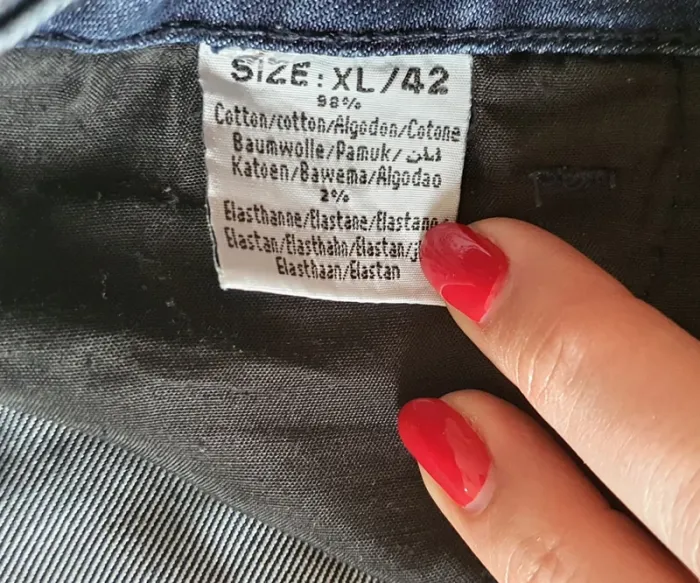 SIZE: XL/42
98%
Cotton/cotton/Algodon/Cotone
Baumwolle/Pamuk/قطن
Katoen/Bawema/Algodao
2%
Elasthanne/Elastane/Elastano
Elastan/Elasthahn/Elastan/
Elasthaan/Elastan